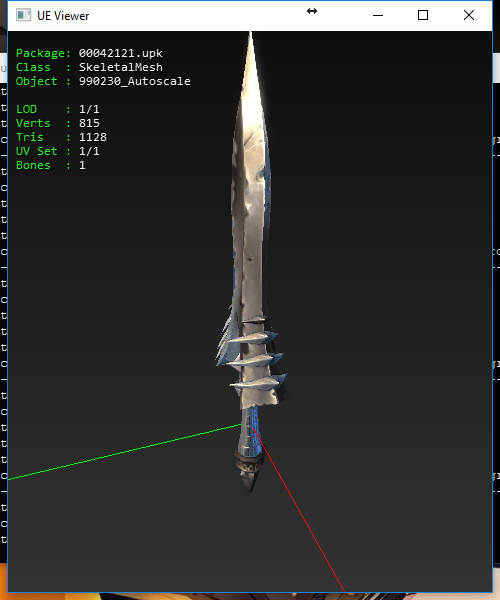 UE Viewer
Package: 00042121.upk
Class  : SkeletalMesh
Object : 990230_Autoscale
LOD    : 1/1
Verts  : 815
Tris   : 1128
UV Set : 1/1
Bones  : 1